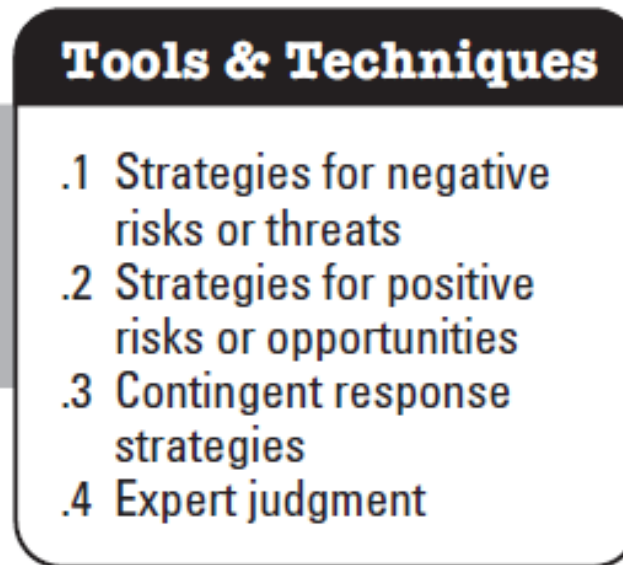 Tools & Techniques
.1 Strategies for negative
risks or threats
.2 Strategies for positive
risks or opportunities
.3 Contingent response
strategies
.4 Expert judgment